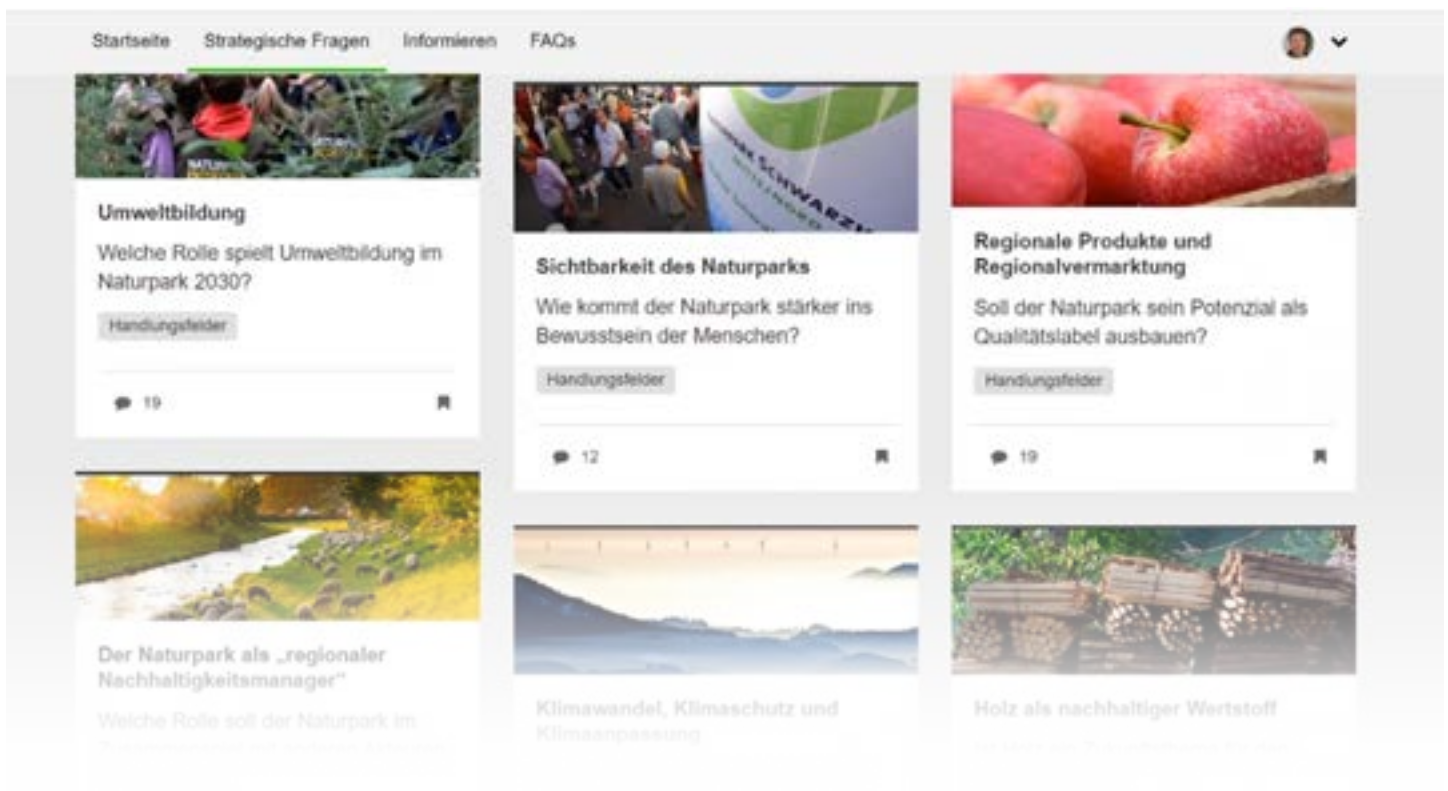 Startseite
Strategische Fragen
Informieren
FAQs
Umweltbildung
Welche Rolle spielt Umweltbildung im
Naturpark 2030?
Handlungsfelder
19
SCHWARZW
Sichtbarkeit des Naturparks
Wie kommt der Naturpark stärker ins
Bewusstsein der Menschen?
Handlungsfelder
12
Regionale Produkte und
Regionalvermarktung
Soll der Naturpark sein Potenzial als
Qualitätslabel ausbauen?
Handlungsfelder
19
Der Naturpark als „regionaler
Nachhaltigkeitsmanager“
Welche Rolle soll der Naturpark im
Klimawandel, Klimaschutz und
Klimaanpassung
Holz als nachhaltiger Wertstoff